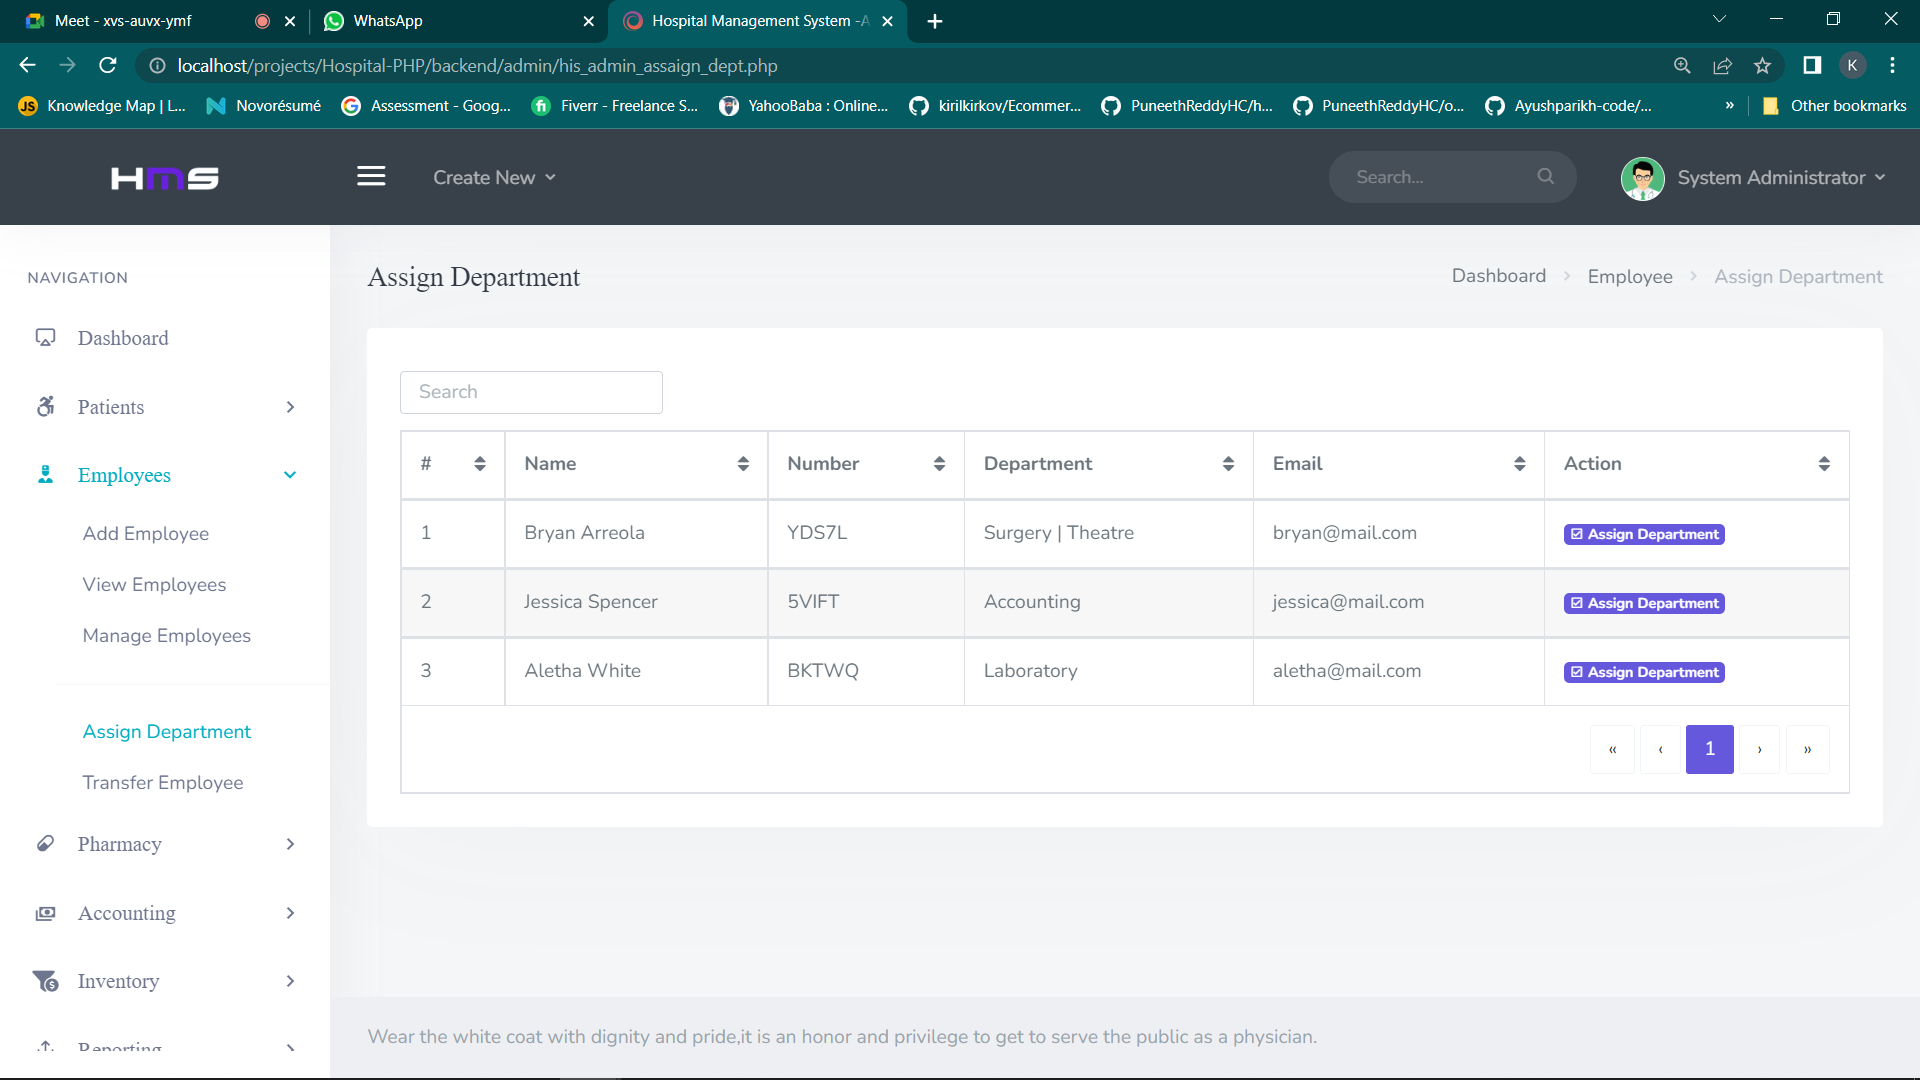 Meet - xvs-auvx-ymf
WhatsApp
Hospital Management System -A
localhost/projects/Hospital-PHP/backend/admin/his_admin_assaign_dept.php
K
JS Knowledge Map | L...
Novorésumé
Assessment - Goog...
fi Fiverr - Freelance S...
YahooBaba : Online...
kirilkirkov/Ecommer...
PuneethReddyHC/h...
PuneethReddyHC/o...
Ayushparikh-code/...
»
Other bookmarks
HMS
Create New
Search...
System Administrator
NAVIGATION
Dashboard
Patients
Employees
Add Employee
View Employees
Manage Employees
Assign Department
Transfer Employee
Pharmacy
Accounting
Inventory
Reporting
Assign Department
Dashboard > Employee > Assign Department
Search
# Name Number Department Email Action
1 Bryan Arreola YDS7L Surgery | Theatre bryan@mail.com Assign Department
2 Jessica Spencer 5VIFT Accounting jessica@mail.com Assign Department
3 Aletha White BKTWQ Laboratory aletha@mail.com Assign Department
« ‹ 1 › »
Wear the white coat with dignity and pride,it is an honor and privilege to get to serve the public as a physician.